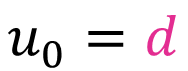 u₀ = d